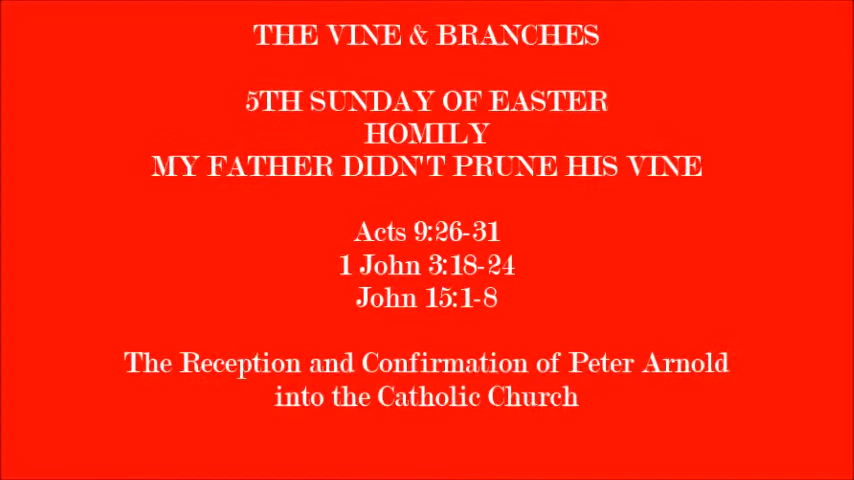 THE VINE & BRANCHES
5TH SUNDAY OF EASTER
HOMILY
MY FATHER DIDN'T PRUNE HIS VINE
Acts 9:26-31
1 John 3:18-24
John 15:1-8
The Reception and Confirmation of Peter Arnold
into the Catholic Church